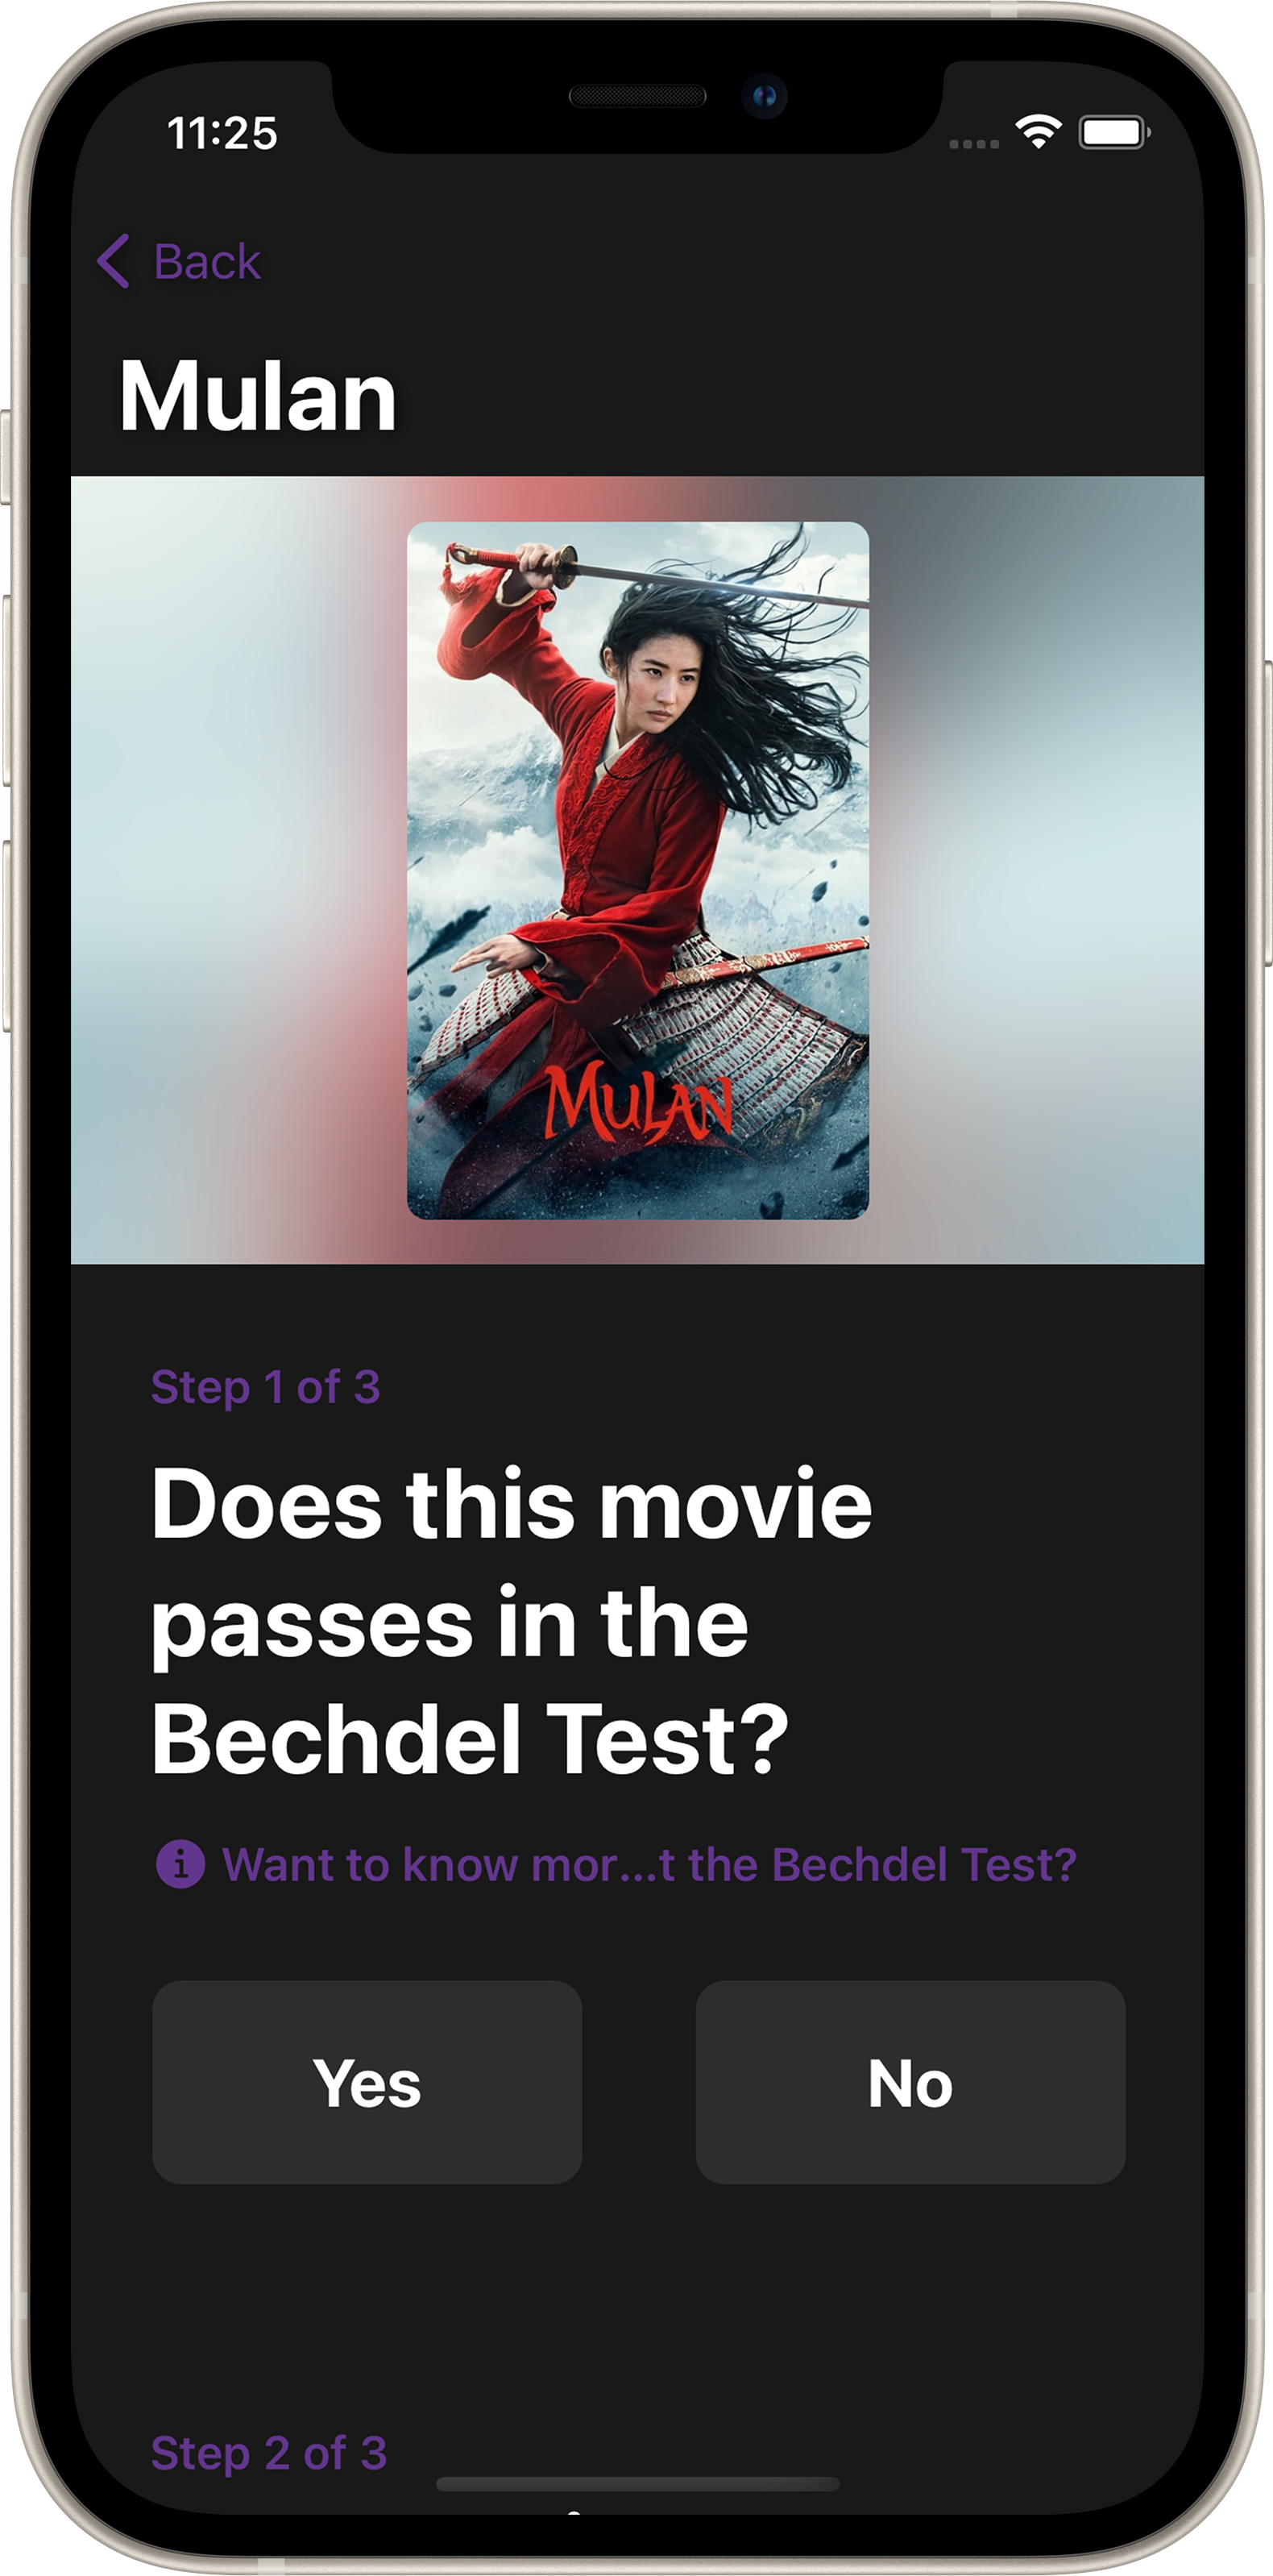 11:25
Back
Mulan
MULAN
Step 1 of 3
Does this movie
passes in the
Bechdel Test?
Want to know mor...t the Bechdel Test?
Yes
No
Step 2 of 3